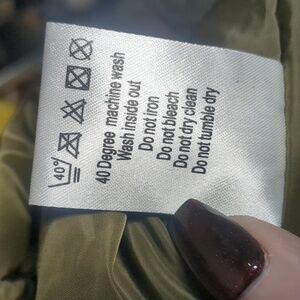 40°
40 Degree machine wash
Wash inside out
Do not iron
Do not bleach
Do not dry clean
Do not tumble dry